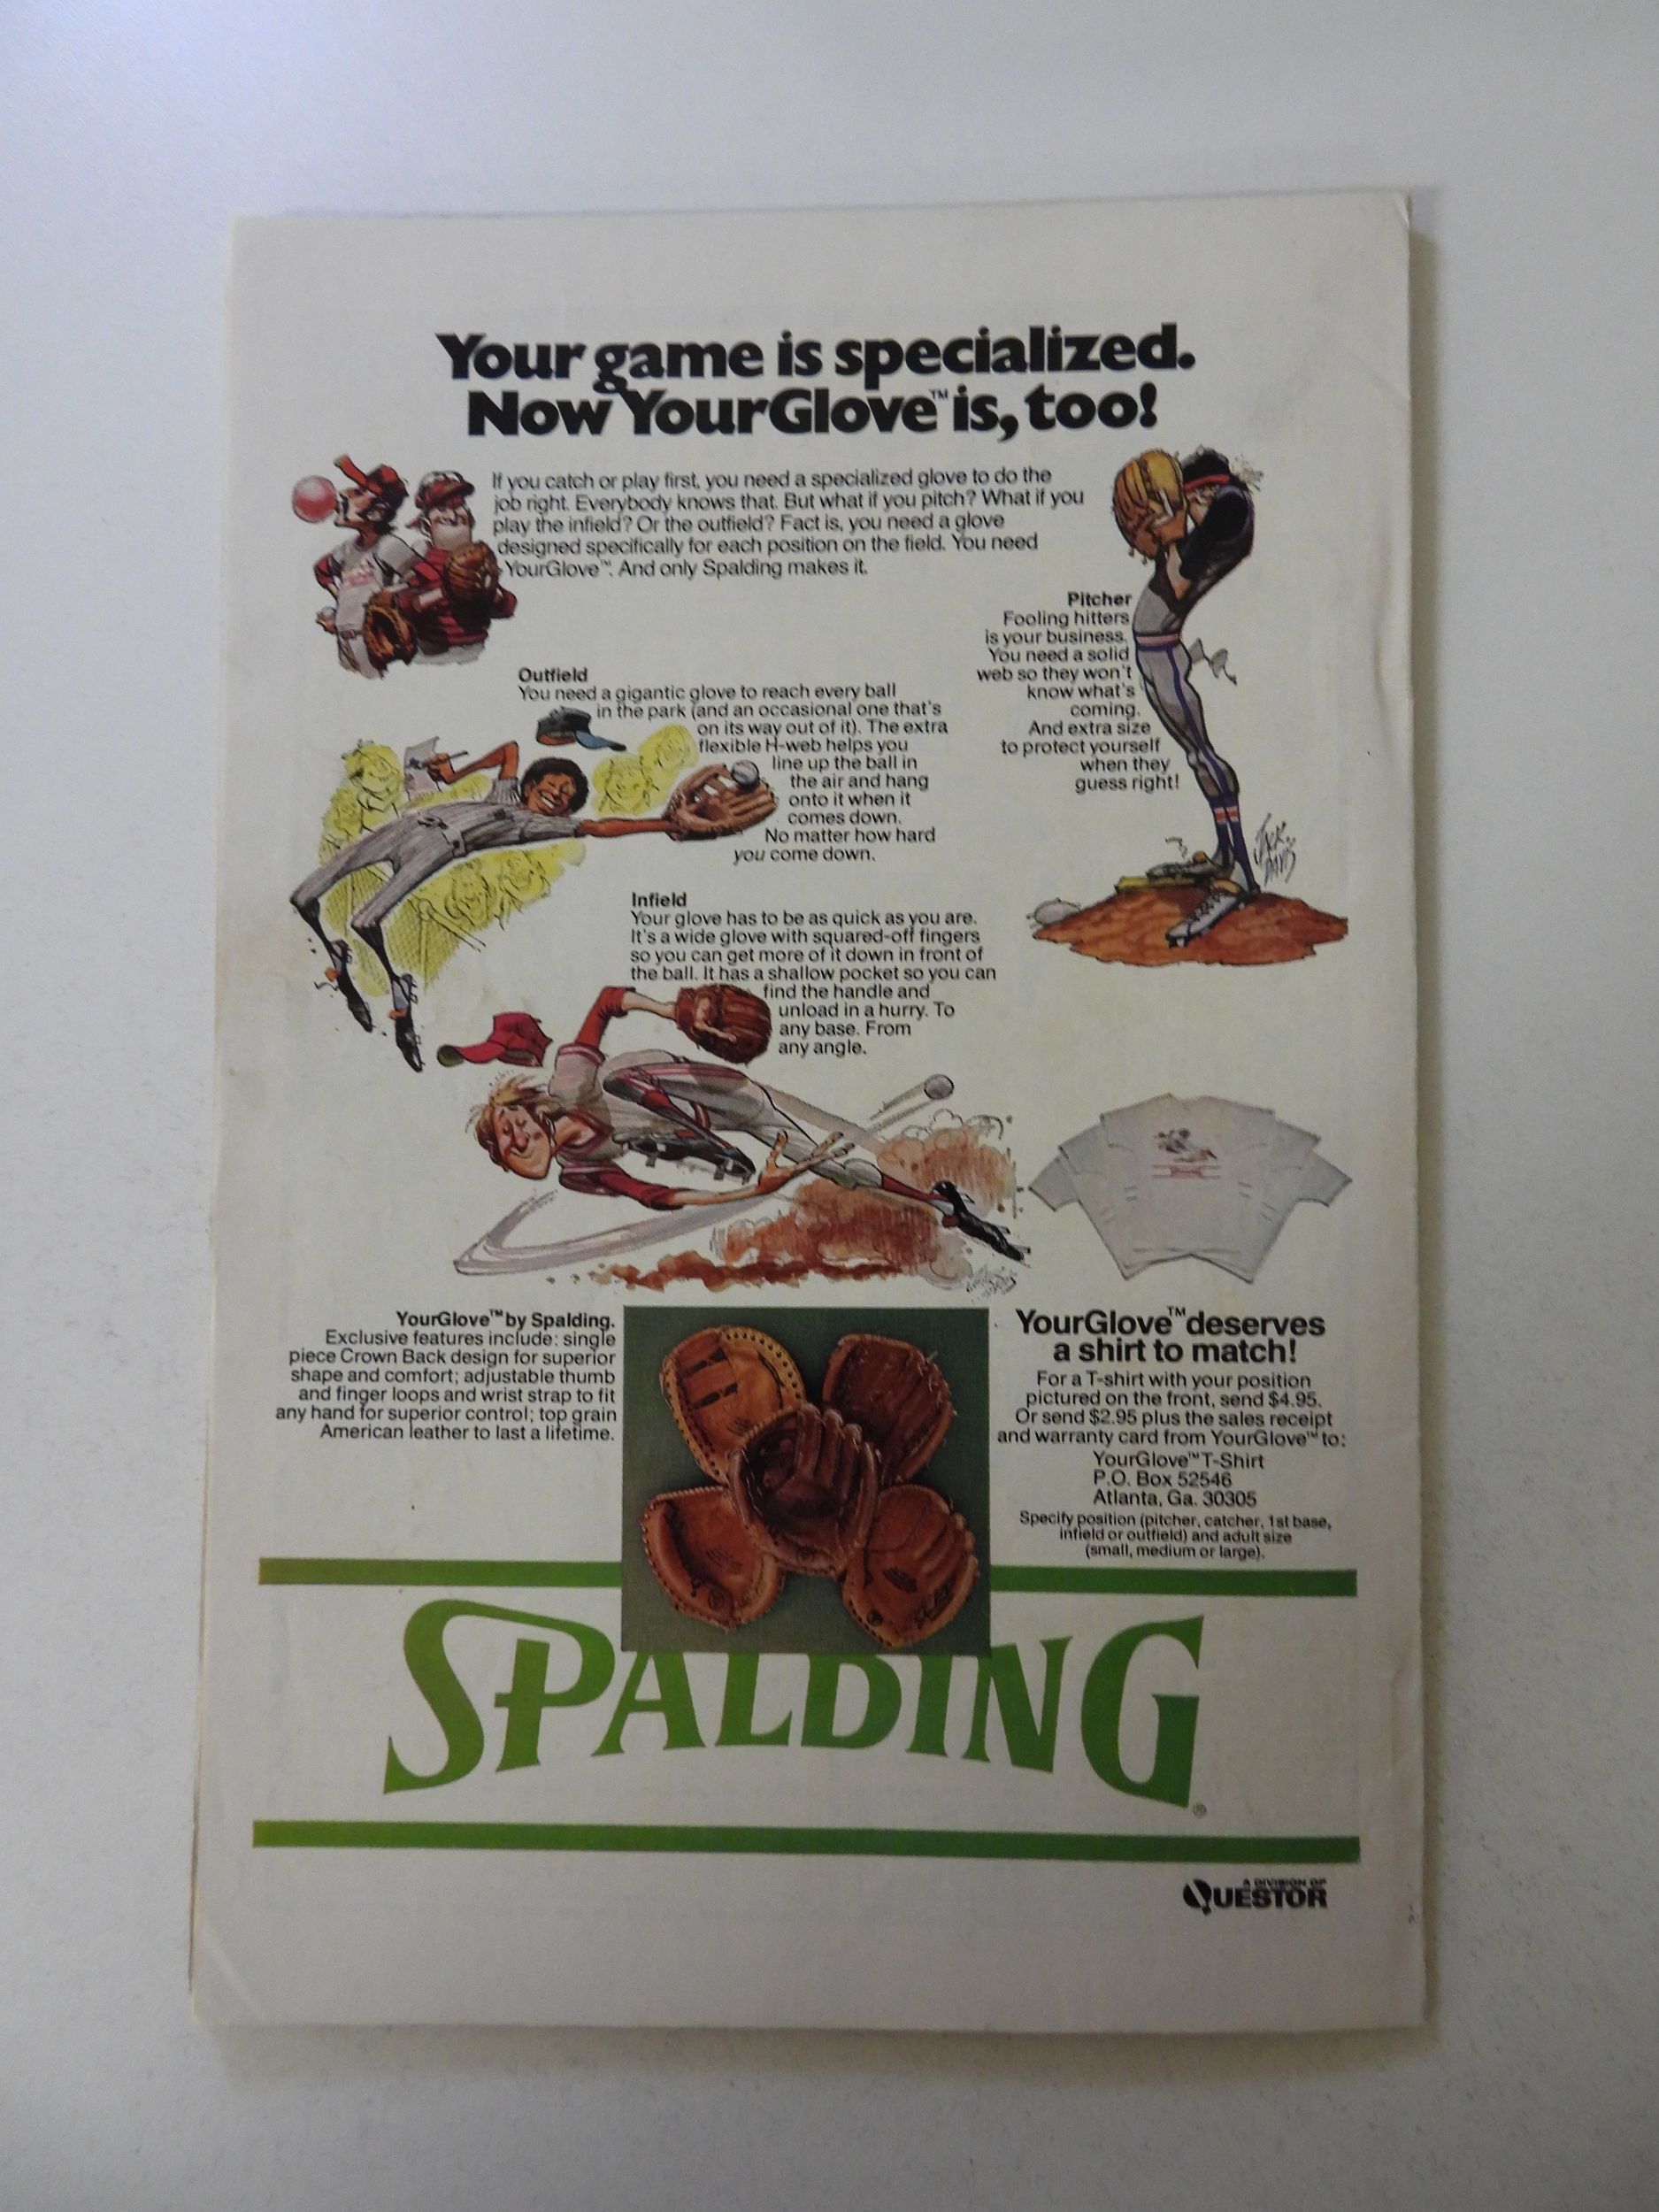 Your game is specialized.
Now YourGlove™ is, too!
If you catch or play first, you need a specialized glove to do the
job right. Everybody knows that. But what if you pitch? What if you
play the infield? Or the outfield? Fact is, you need a glove
designed specifically for each position on the field. You need
YourGlove™. And only Spalding makes it.
Pitcher
Fooling hitters
is your business.
You need a solid
web so they won't
know what's
coming.
And extra size
to protect yourself
when they
guess right!
JACK
DAVIS
Outfield
You need a gigantic glove to reach every ball
in the park (and an occasional one that's
on its way out of it). The extra
flexible H-web helps you
line up the ball in
the air and hang
onto it when it
comes down.
No matter how hard
you come down.
Infield
Your glove has to be as quick as you are.
It's a wide glove with squared-off fingers
so you can get more of it down in front of
the ball. It has a shallow pocket so you can
find the handle and
unload in a hurry. To
any base. From
any angle.
YourGlove™ by Spalding.
Exclusive features include: single
piece Crown Back design for superior
shape and comfort; adjustable thumb
and finger loops and wrist strap to fit
any hand for superior control; top grain
American leather to last a lifetime.
YourGlove™ deserves
a shirt to match!
For a T-shirt with your position
pictured on the front, send $4.95.
Or send $2.95 plus the sales receipt
and warranty card from YourGlove™ to:
YourGlove™ T-Shirt
P.O. Box 52546
Atlanta, Ga. 30305
Specify position (pitcher, catcher, 1st base,
infield or outfield) and adult size
(small, medium or large).
SPALDING®
A DIVISION OF
QUESTOR